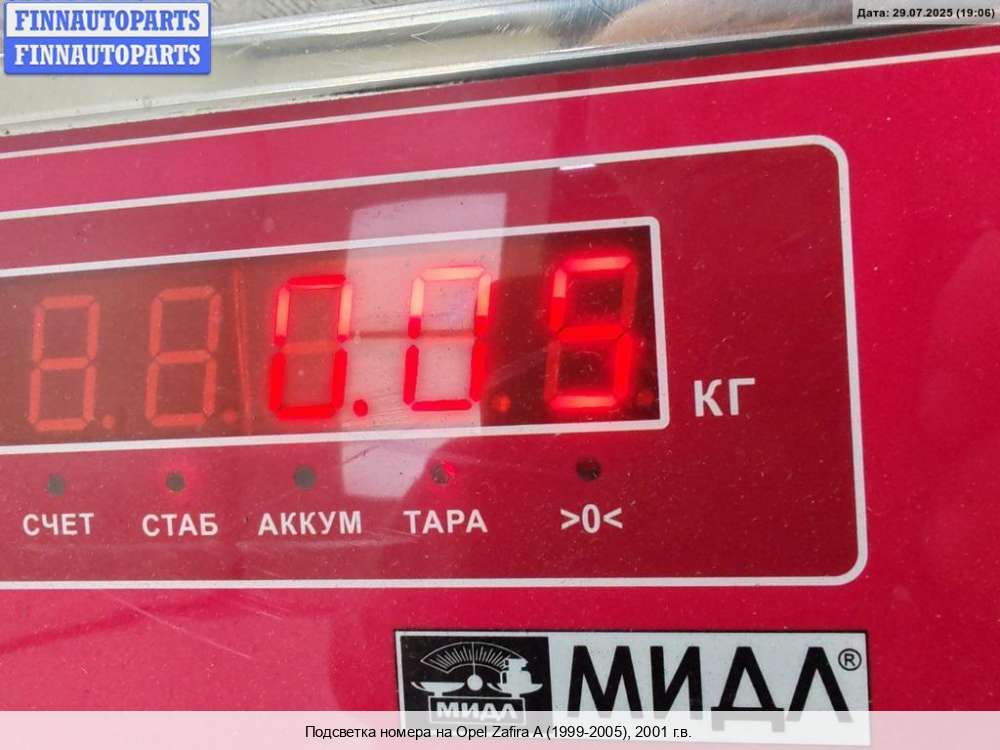 FINNAUTOPARTS
FINNAUTOPARTS
Дата: 29.07.2025 (19:06)
0.05
КГ
СЧЕТ СТАБ АККУМ ТАРА >0<
МИДЛ
МИДЛ®
Подсветка номера на Opel Zafira A (1999-2005), 2001 г.в.